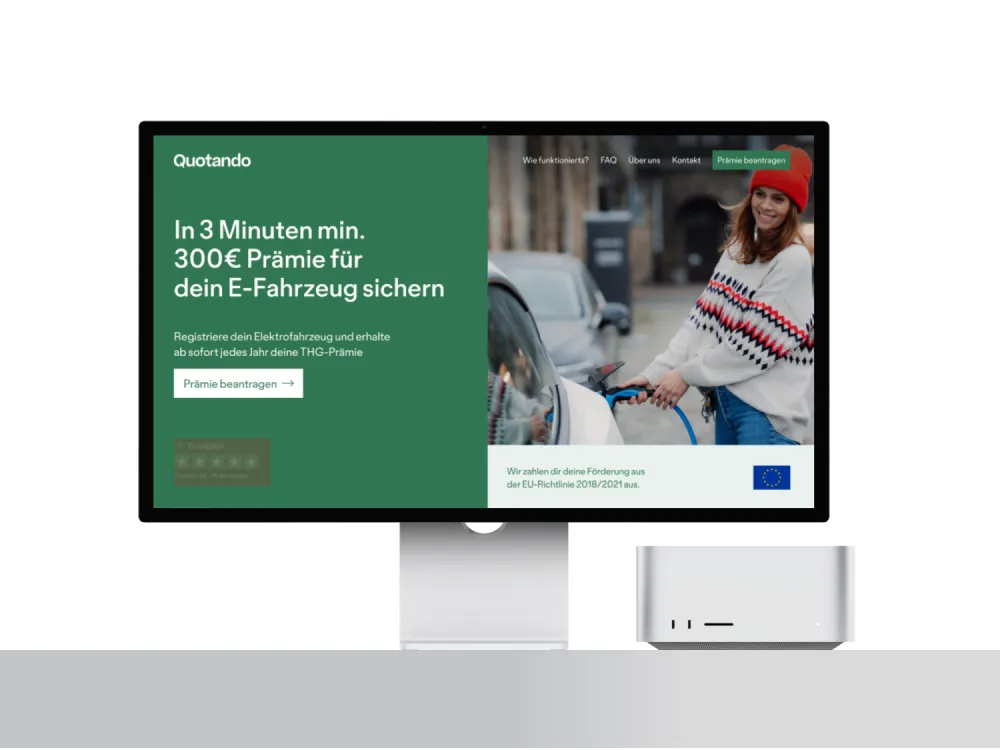 Quotando
Wie funktionierts? FAQ Über uns Kontakt Prämie beantragen
In 3 Minuten min.
300€ Prämie für
dein E-Fahrzeug sichern
Registriere dein Elektrofahrzeug und erhalte
ab sofort jedes Jahr deine THG-Prämie
Prämie beantragen
Trustpilot
Wir zahlen dir deine Förderung aus
der EU-Richtlinie 2018/2021 aus.